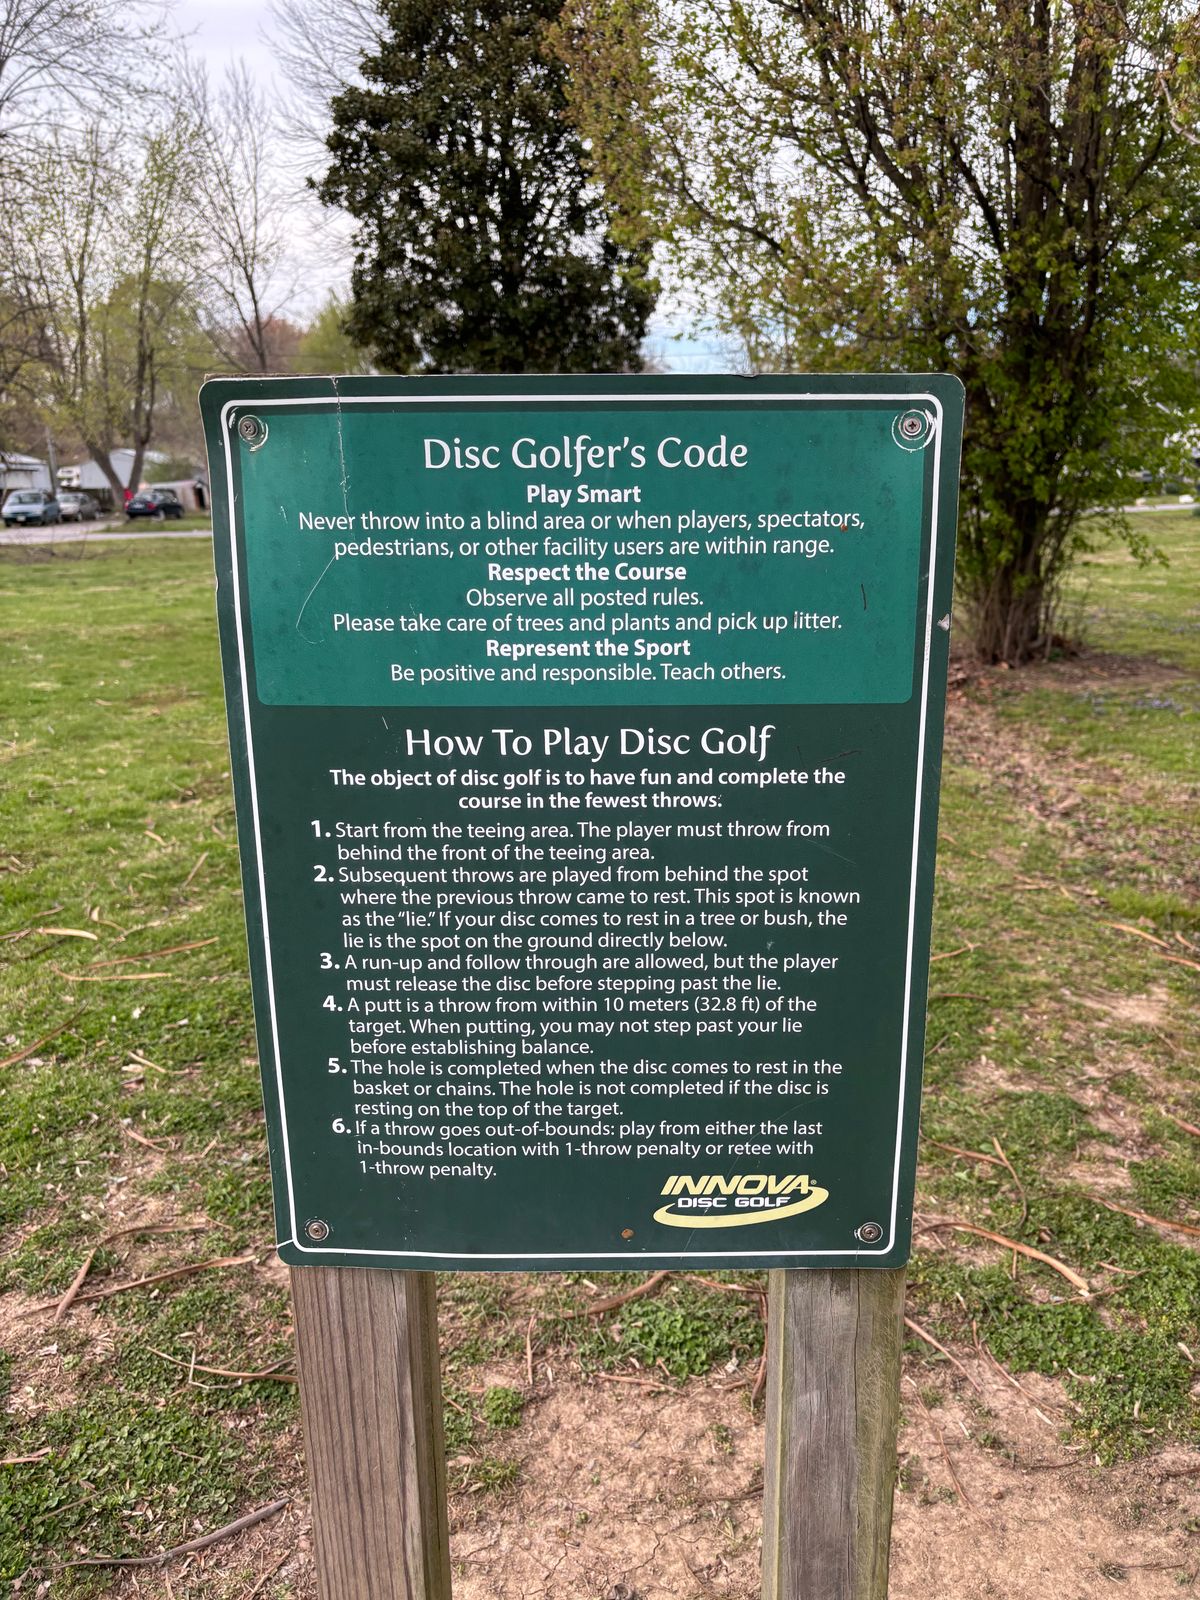 Disc Golfer's Code
Play Smart
Never throw into a blind area or when players, spectators,
pedestrians, or other facility users are within range.
Respect the Course
Observe all posted rules.
Please take care of trees and plants and pick up litter.
Represent the Sport
Be positive and responsible. Teach others.
How To Play Disc Golf
The object of disc golf is to have fun and complete the
course in the fewest throws.
1. Start from the teeing area. The player must throw from
behind the front of the teeing area.
2. Subsequent throws are played from behind the spot
where the previous throw came to rest. This spot is known
as the "lie." If your disc comes to rest in a tree or bush, the
lie is the spot on the ground directly below.
3. A run-up and follow through are allowed, but the player
must release the disc before stepping past the lie.
4. A putt is a throw from within 10 meters (32.8 ft) of the
target. When putting, you may not step past your lie
before establishing balance.
5. The hole is completed when the disc comes to rest in the
basket or chains. The hole is not completed if the disc is
resting on the top of the target.
6. If a throw goes out-of-bounds: play from either the last
in-bounds location with 1-throw penalty or retee with
1-throw penalty.
INNOVA®
DISC GOLF